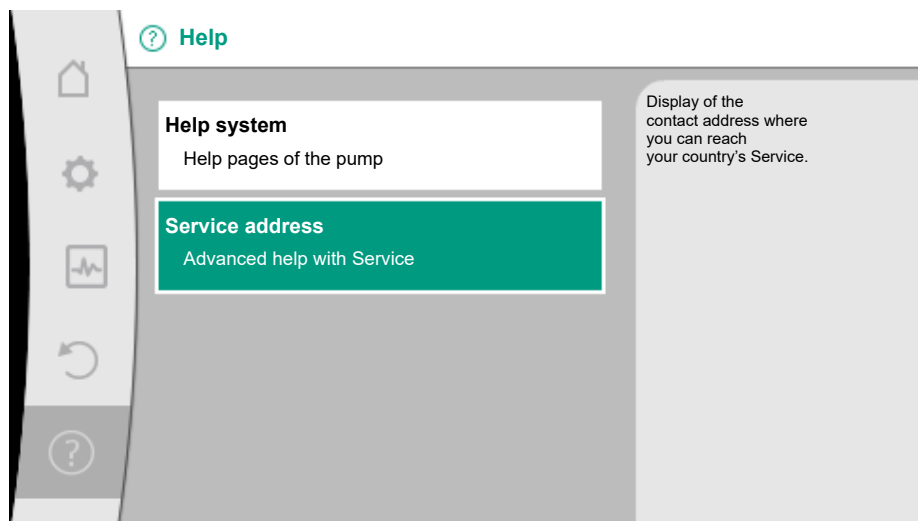 Help
Help system
Help pages of the pump
Service address
Advanced help with Service
Display of the
contact address where
you can reach
your country's Service.